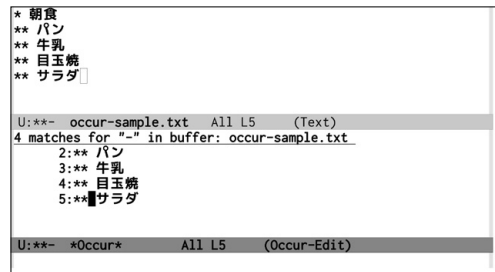 * 朝食
** パン
** 牛乳
** 目玉焼
** サラダ
U:**-  occur-sample.txt   All L5     (Text)
4 matches for "-" in buffer: occur-sample.txt
2:** パン
3:** 牛乳
4:** 目玉焼
5:** サラダ
U:**-  *Occur*        All L5     (Occur-Edit)